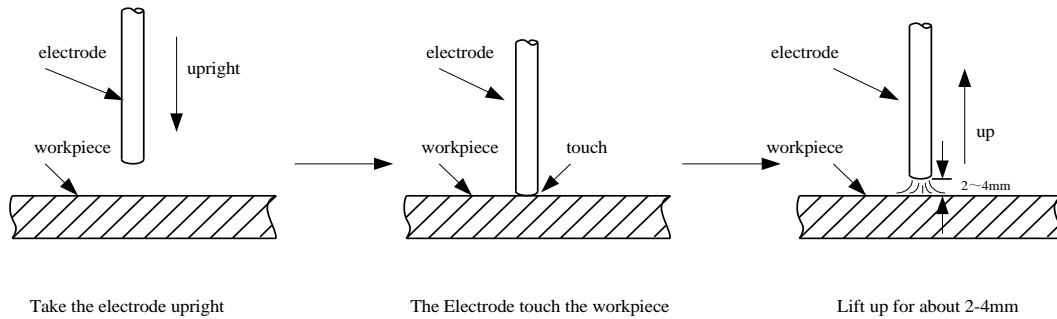 electrode
upright
workpiece
Take the electrode upright
electrode
workpiece
touch
The Electrode touch the workpiece
electrode
up
workpiece
2～4mm
Lift up for about 2-4mm